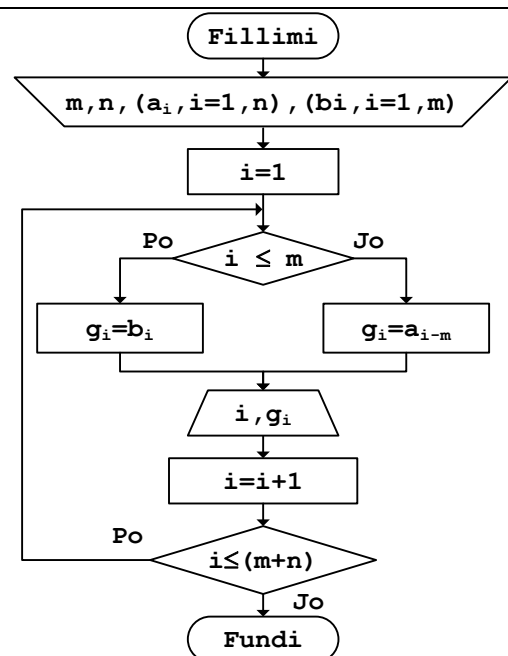 Fillimi
m,n,(aᵢ,i=1,n),(bi,i=1,m)
i=1
Po
Jo
i ≤ m
gᵢ=bᵢ
gᵢ=aᵢ₋ₘ
i,gᵢ
i=i+1
Po
i≤(m+n)
Jo
Fundi